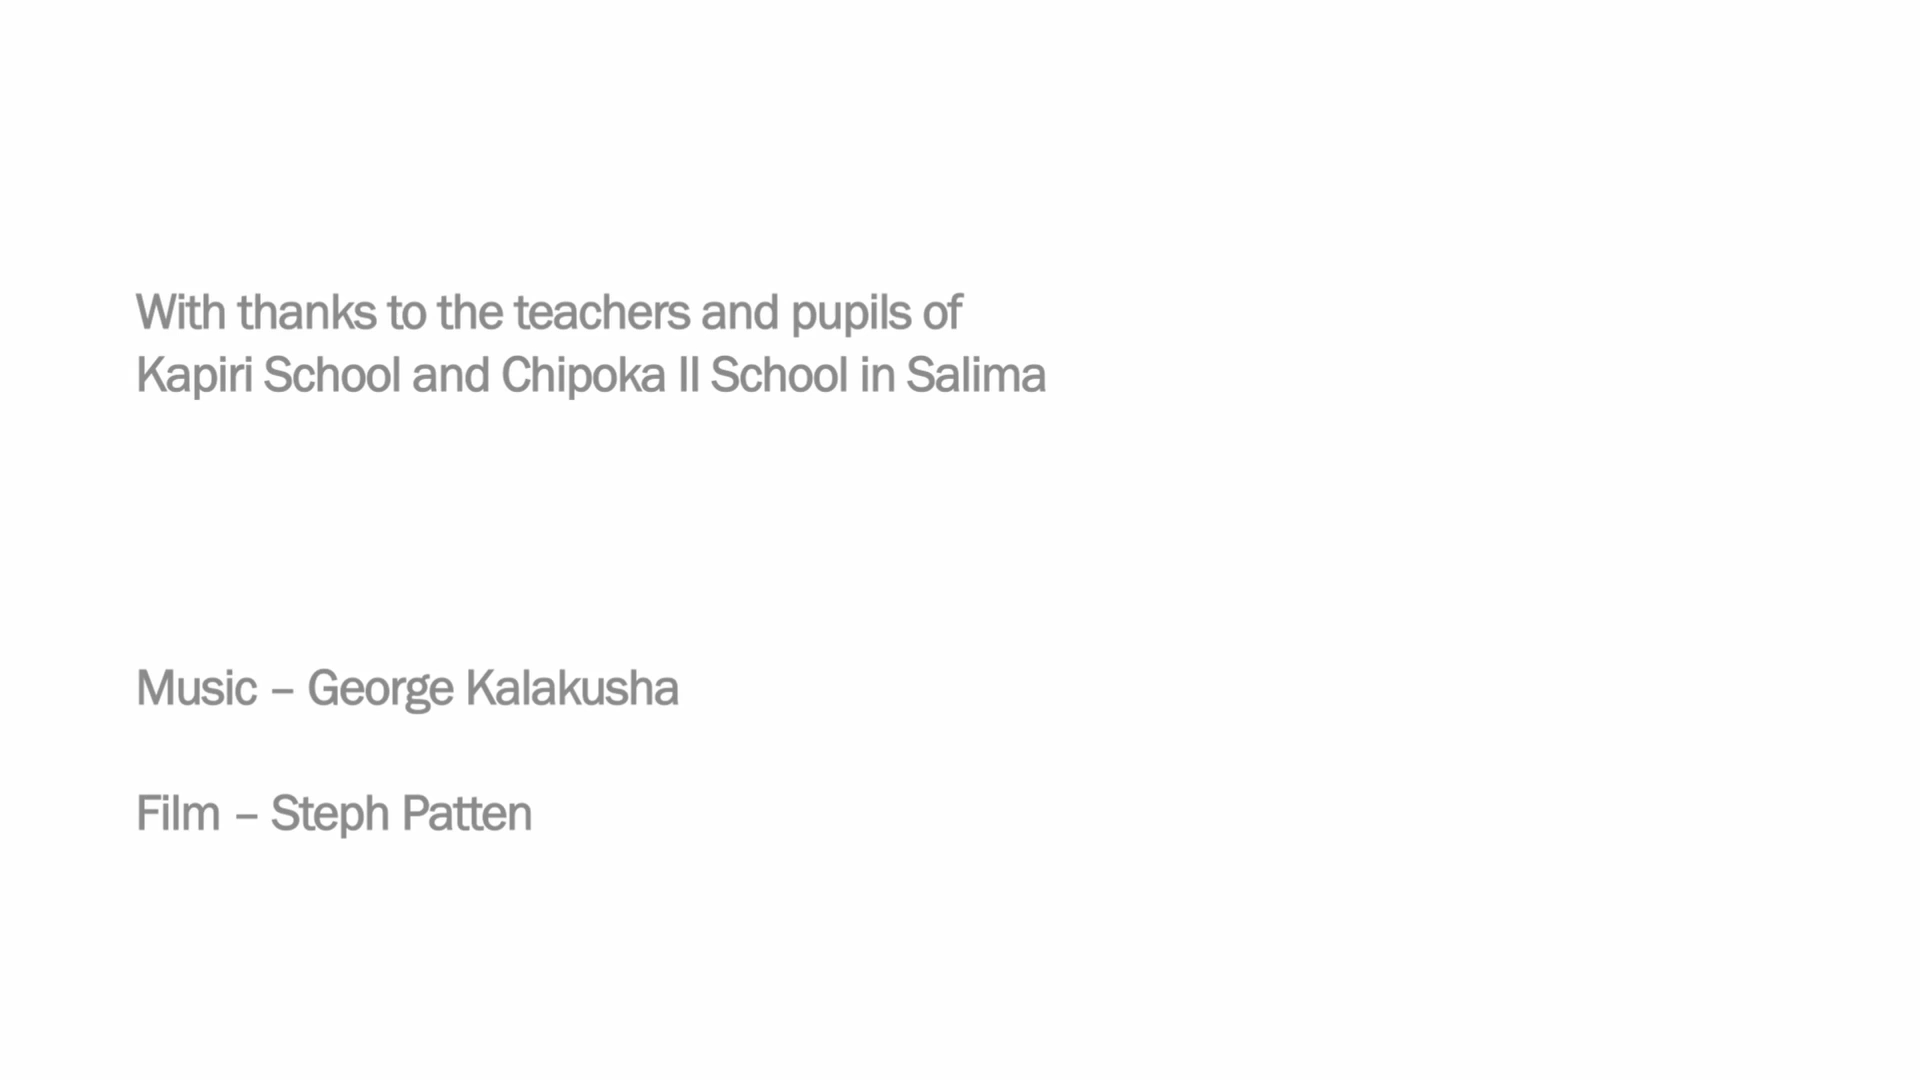 With thanks to the teachers and pupils of
Kapiri School and Chipoka II School in Salima
Music – George Kalakusha
Film – Steph Patten